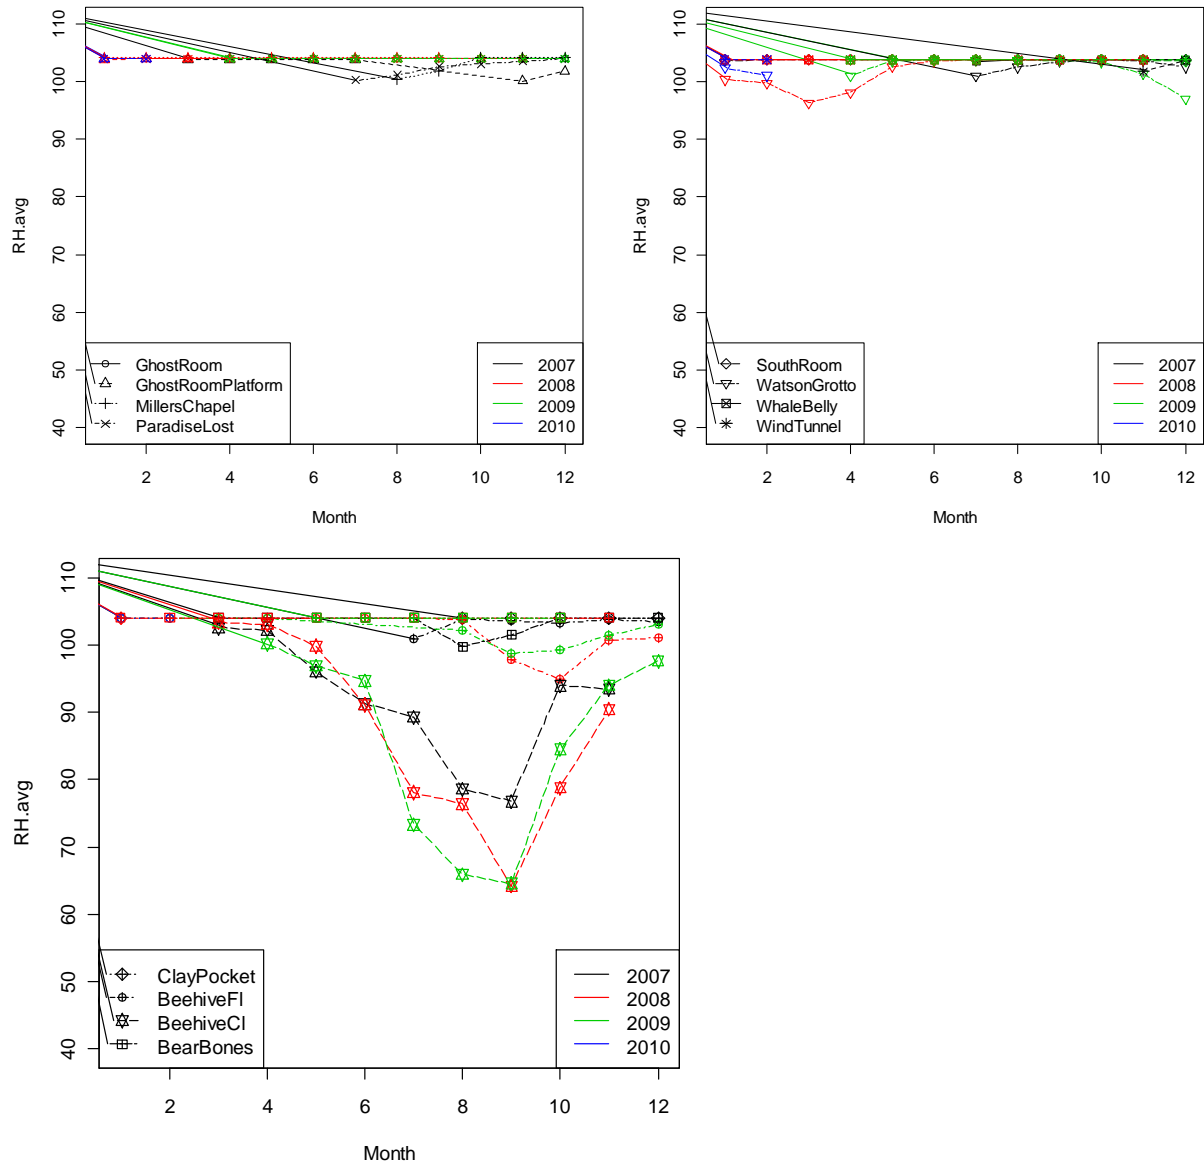 110
100
90
80
70
60
50
40
RH.avg
GhostRoom
GhostRoomPlatform
MillersChapel
ParadiseLost
2007
2008
2009
2010
2 4 6 8 10 12
Month
110
100
90
80
70
60
50
40
RH.avg
SouthRoom
WatsonGrotto
WhaleBelly
WindTunnel
2007
2008
2009
2010
2 4 6 8 10 12
Month
110
100
90
80
70
60
50
40
RH.avg
ClayPocket
BeehiveFl
BeehiveCl
BearBones
2007
2008
2009
2010
2 4 6 8 10 12
Month